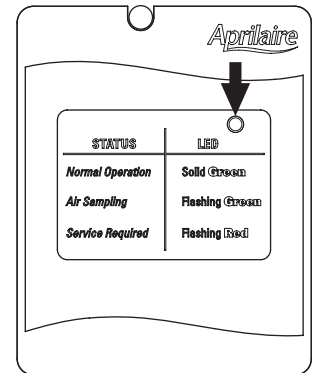 Aprilaire
STATUS LED
Normal Operation Solid Green
Air Sampling Flashing Green
Service Required Flashing Red